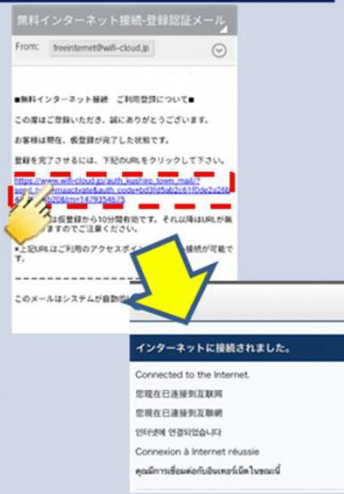 無料インターネット接続-登録認証メール
From: freeinternet@wifi-cloud.jp
■無料インターネット接続 ご利用登録について■
この度はご登録いただき、誠にありがとうございます。
お客様は現在、仮登録が完了した状態です。
登録を完了させるには、下記のURLをクリックして下さい。
https://www.wifi-cloud.jp/auth_kushiro_town_mail/?
は仮登録から10分間有効です。それ以降はURLが無
ますのでご注意ください。
*上記URLはご利用のアクセスポイン 接続が可能で
す。
このメールはシステムが自動
インターネットに接続されました。
Connected to the Internet.
您现在已连接到互联网
您現在已連接到互聯網
인터넷에 연결되었습니다
Connexion à Internet réussie
คุณมีการเชื่อมต่อกับอินเทอร์เน็ตในขณะนี้